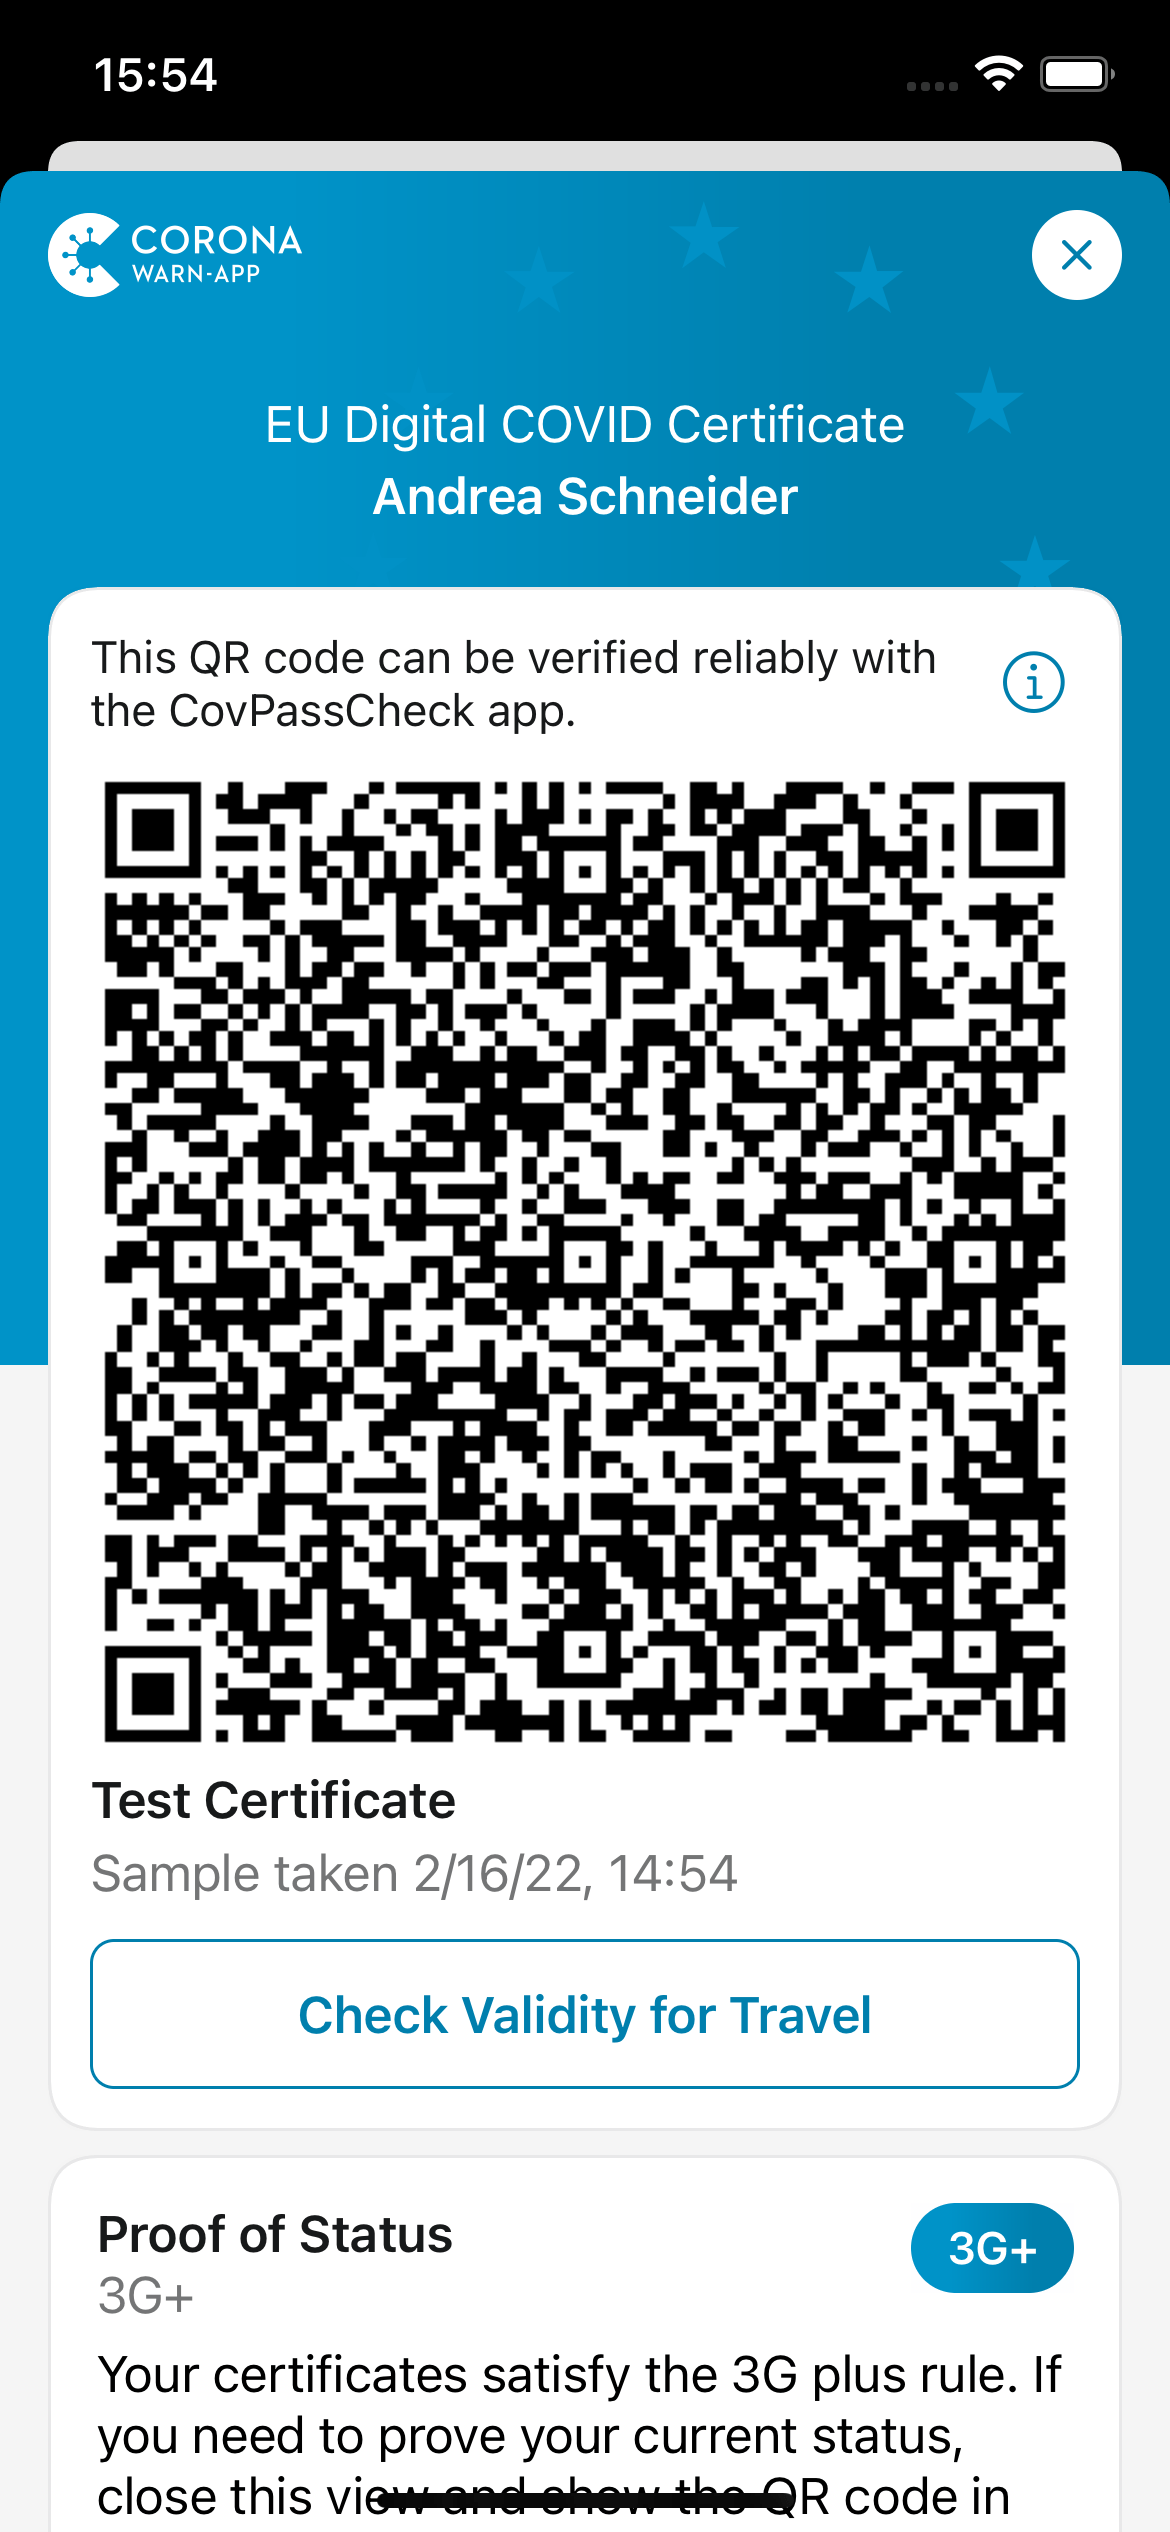 15:54
CORONA
WARN-APP
EU Digital COVID Certificate
Andrea Schneider
This QR code can be verified reliably with
the CovPassCheck app.
Test Certificate
Sample taken 2/16/22, 14:54
Check Validity for Travel
Proof of Status
3G+
3G+
Your certificates satisfy the 3G plus rule. If
you need to prove your current status,
close this view and show the QR code in